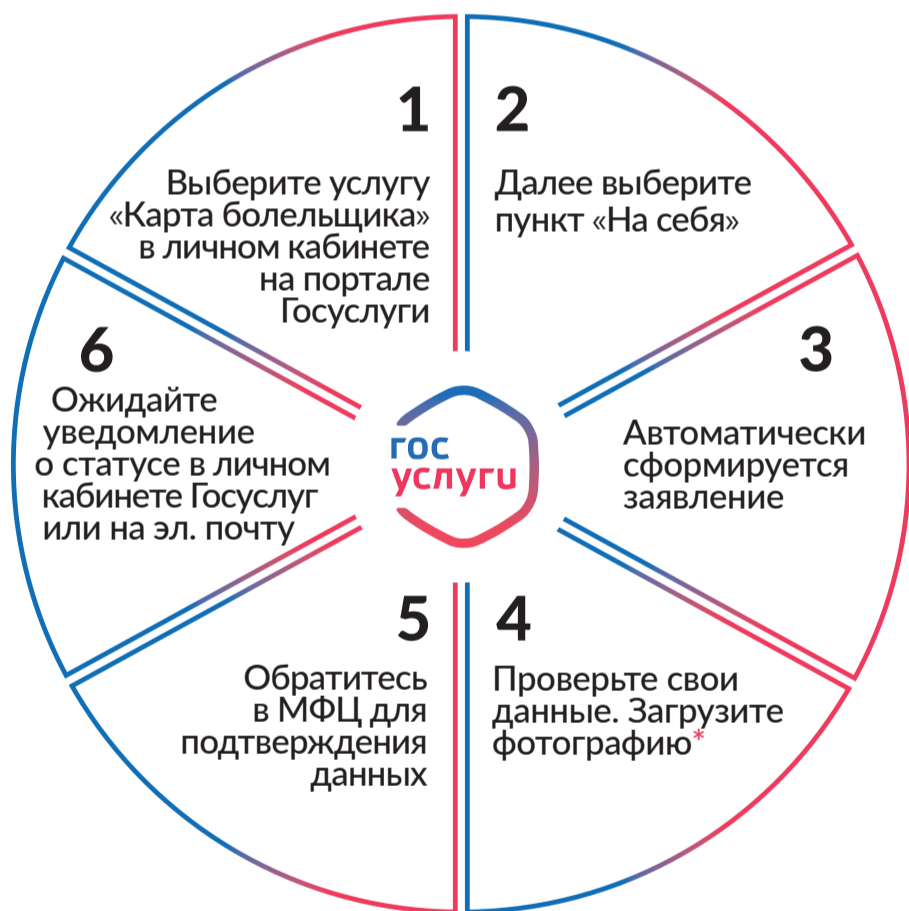 1
Выберите услугу
«Карта болельщика»
в личном кабинете
на портале
Госуслуги
2
Далее выберите
пункт «На себя»
3
Автоматически
сформируется
заявление
4
Проверьте свои
данные. Загрузите
фотографию*
5
Обратитесь
в МФЦ для
подтверждения
данных
6
Ожидайте
уведомление
о статусе в личном
кабинете Госуслуг
или на эл. почту
гос
услуги